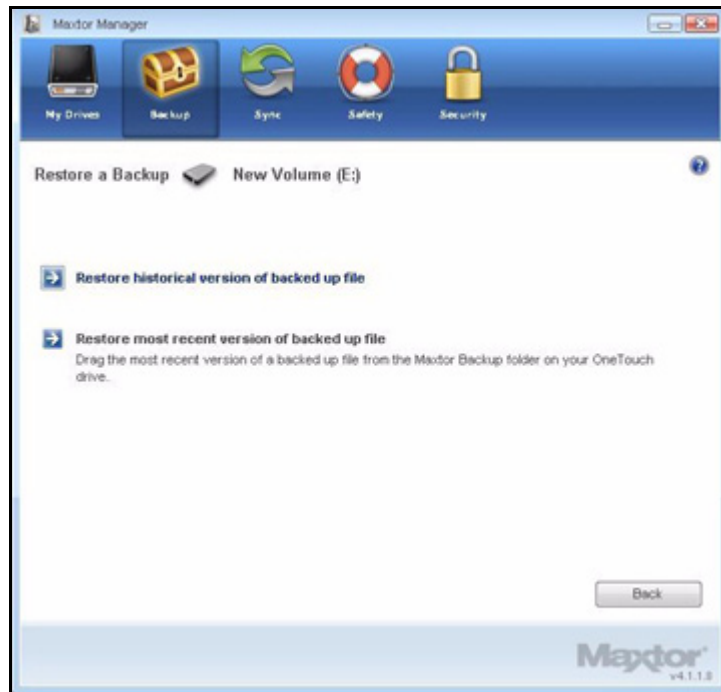 Maxtor Manager
My Drives Backup Sync Safety Security
Restore a Backup New Volume (E:)
Restore historical version of backed up file
Restore most recent version of backed up file
Drag the most recent version of a backed up file from the Maxtor Backup folder on your OneTouch
drive.
Back
Maxtor
v4.1.1.8